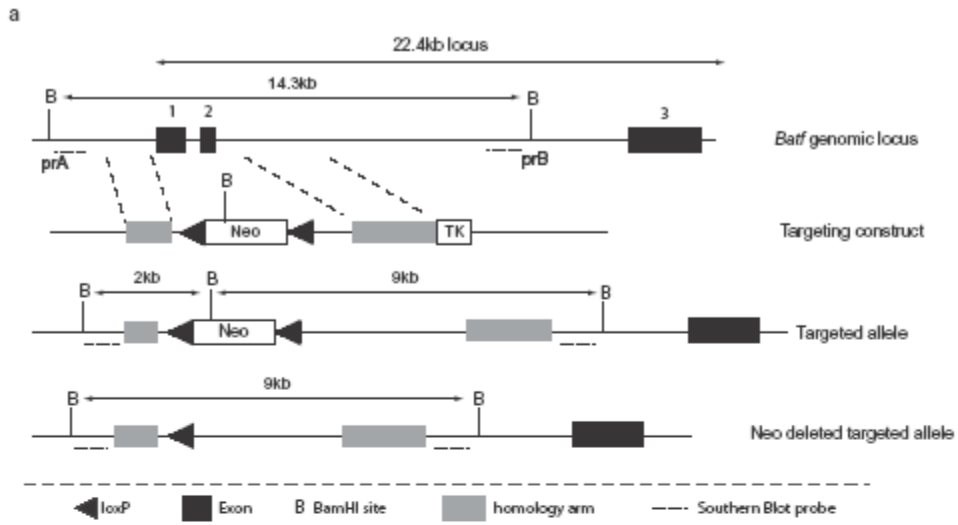 a
22.4kb locus
14.3kb
B B
1 2 3
Batf genomic locus
prA prB
B
Neo TK
Targeting construct
2kb 9kb
B B B
Neo
Targeted allele
9kb
B B
Neo deleted targeted allele
loxP Exon B BamHI site homology arm Southern Blot probe